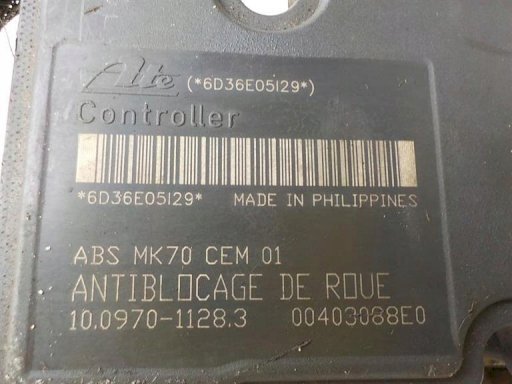 Ate (*6D36E05I29*)
Controller
*6D36E05I29* MADE IN PHILIPPINES
ABS MK70 CEM 01
ANTIBLOCAGE DE ROUE
10.0970-1128.3 00403088E0